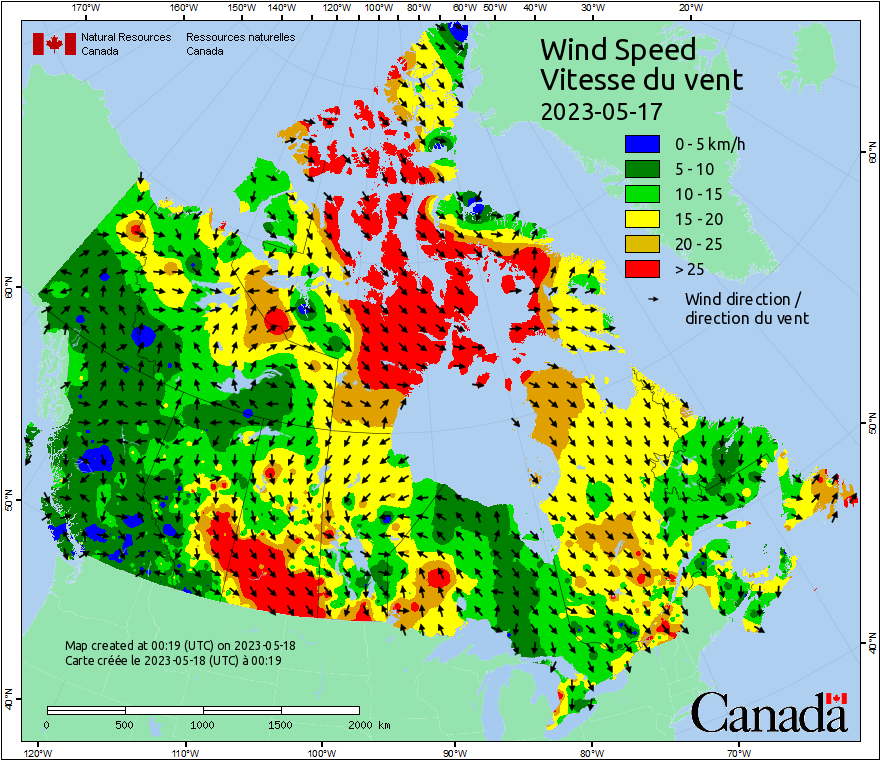 170°W 160°W 150°W 140°W 120°W 110°W 100°W 80°W 60°W 50°W 40°W 30°W 20°W
Natural Resources Ressources naturelles
Canada Canada
Wind Speed
Vitesse du vent
2023-05-17
0 - 5 km/h
5 - 10
10 - 15
15 - 20
20 - 25
> 25
Wind direction /
direction du vent
60°N 60°N
50°N 50°N
40°N 40°N
Map created at 00:19 (UTC) on 2023-05-18
Carte créée le 2023-05-18 (UTC) à 00:19
0 500 1000 1500 2000 km
Canada
120°W 110°W 100°W 90°W 80°W 70°W